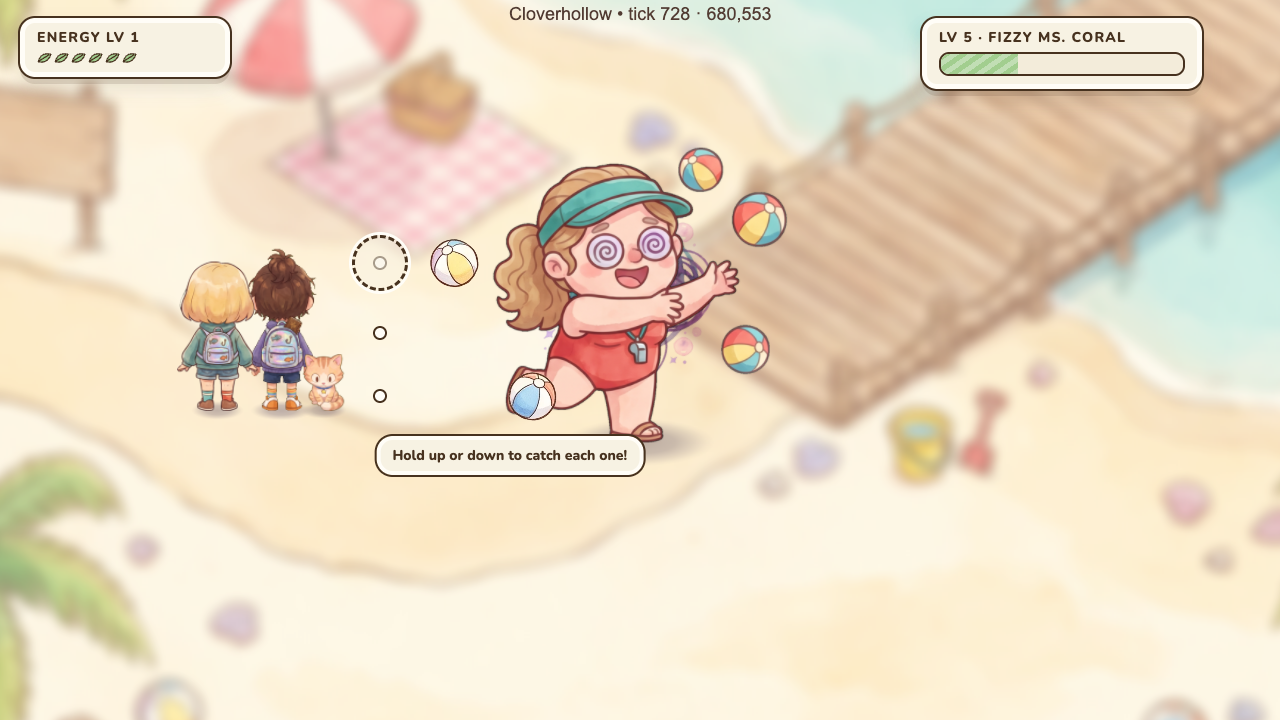 Cloverhollow • tick 728 · 680,553
ENERGY LV 1
LV 5 · FIZZY MS. CORAL
Hold up or down to catch each one!